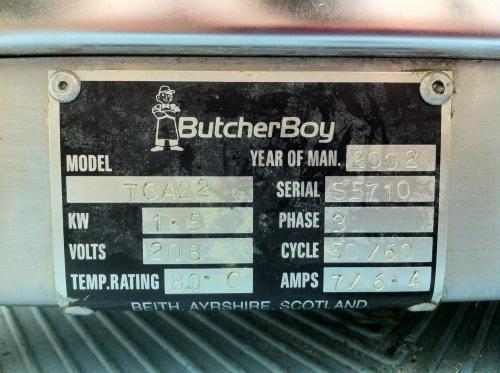 ButcherBoy
MODEL YEAR OF MAN. 2002
TCA22 SERIAL S5710
KW 1.5 PHASE 3
VOLTS 208 CYCLE 50/60
TEMP.RATING 80°C AMPS 7/6.4
BEITH, AYRSHIRE, SCOTLAND